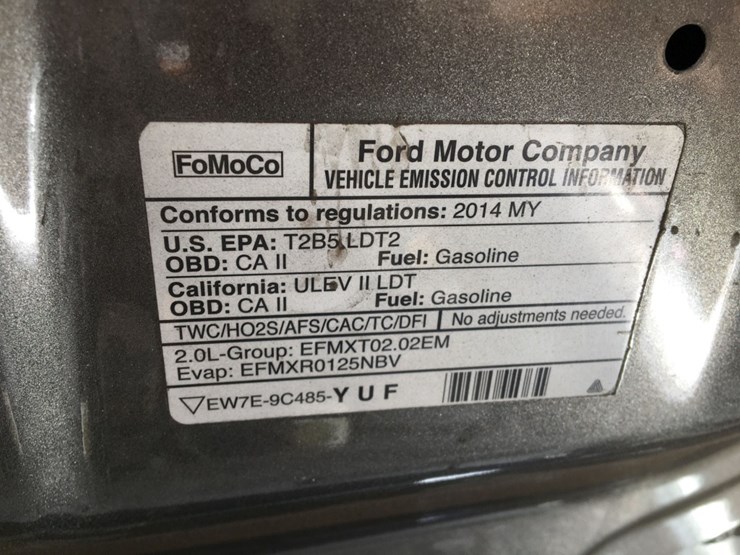 FoMoCo
Ford Motor Company
VEHICLE EMISSION CONTROL INFORMATION
Conforms to regulations: 2014 MY
U.S. EPA: T2B5 LDT2
OBD: CA II Fuel: Gasoline
California: ULEV II LDT
OBD: CA II Fuel: Gasoline
TWC/HO2S/AFS/CAC/TC/DFI No adjustments needed.
2.0L-Group: EFMXT02.02EM
Evap: EFMXR0125NBV
EW7E-9C485-YUF